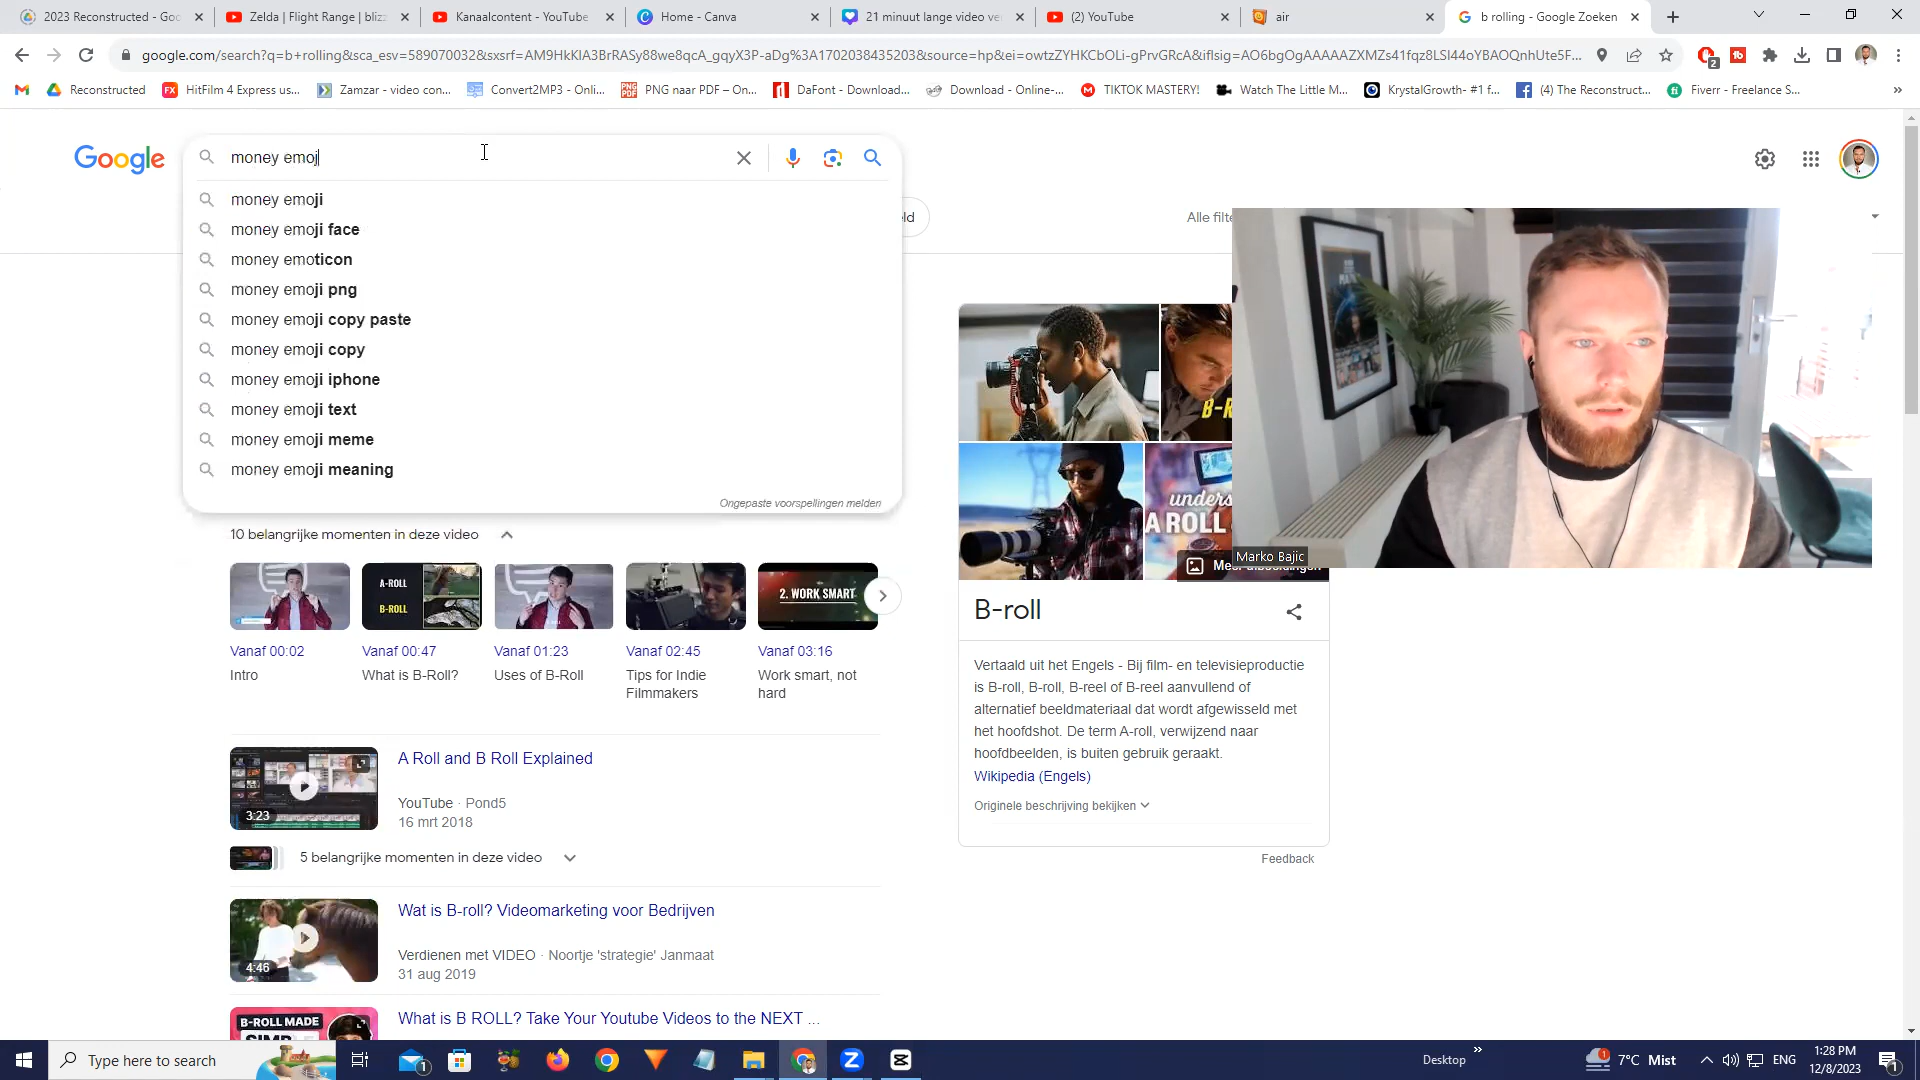 2023 Reconstructed - Goo
Zelda | Flight Range | blizz
Kanaalcontent - YouTube
Home - Canva
21 minuut lange video ve
(2) YouTube
air
b rolling - Google Zoeken
google.com/search?q=b+rolling&sca_esv=589070032&sxsrf=AM9HkKlA3BrRASy88we8qcA_gqyX3P-aDg%3A1702038435203&source=hp&ei=owtzZYHKCbOLi-gPrvGRcA&iflsig=AO6bgOgAAAAAZXMZs41fqz8LSl44oYBAOQnhUte5F...
2
Reconstructed
HitFilm 4 Express us...
Zamzar - video con...
Convert2MP3 - Onli...
PNG naar PDF – On...
DaFont - Download...
Download - Online-...
TIKTOK MASTERY!
Watch The Little M...
KrystalGrowth- #1 f...
(4) The Reconstruct...
Fiverr - Freelance S...
Google
money emoj
money emoji
money emoji face
money emoticon
money emoji png
money emoji copy paste
money emoji copy
money emoji iphone
money emoji text
money emoji meme
money emoji meaning
Ongepaste voorspellingen melden
Alle filte
Marko Bajic
10 belangrijke momenten in deze video
A-ROLL
B-ROLL
2. WORK SMART
Vanaf 00:02
Intro
Vanaf 00:47
What is B-Roll?
Vanaf 01:23
Uses of B-Roll
Vanaf 02:45
Tips for Indie
Filmmakers
Vanaf 03:16
Work smart, not
hard
3:23
A Roll and B Roll Explained
YouTube · Pond5
16 mrt 2018
5 belangrijke momenten in deze video
4:46
Wat is B-roll? Videomarketing voor Bedrijven
Verdienen met VIDEO · Noortje 'strategie' Janmaat
31 aug 2019
B-ROLL MADE
What is B ROLL? Take Your Youtube Videos to the NEXT ...
B-R
unders
A ROLL
B-roll
Vertaald uit het Engels - Bij film- en televisieproductie
is B-roll, B-roll, B-reel of B-reel aanvullend of
alternatief beeldmateriaal dat wordt afgewisseld met
het hoofdshot. De term A-roll, verwijzend naar
hoofdbeelden, is buiten gebruik geraakt.
Wikipedia (Engels)
Originele beschrijving bekijken
Feedback
Type here to search
1
Desktop
1
7°C Mist
ENG
1:28 PM
12/8/2023
1